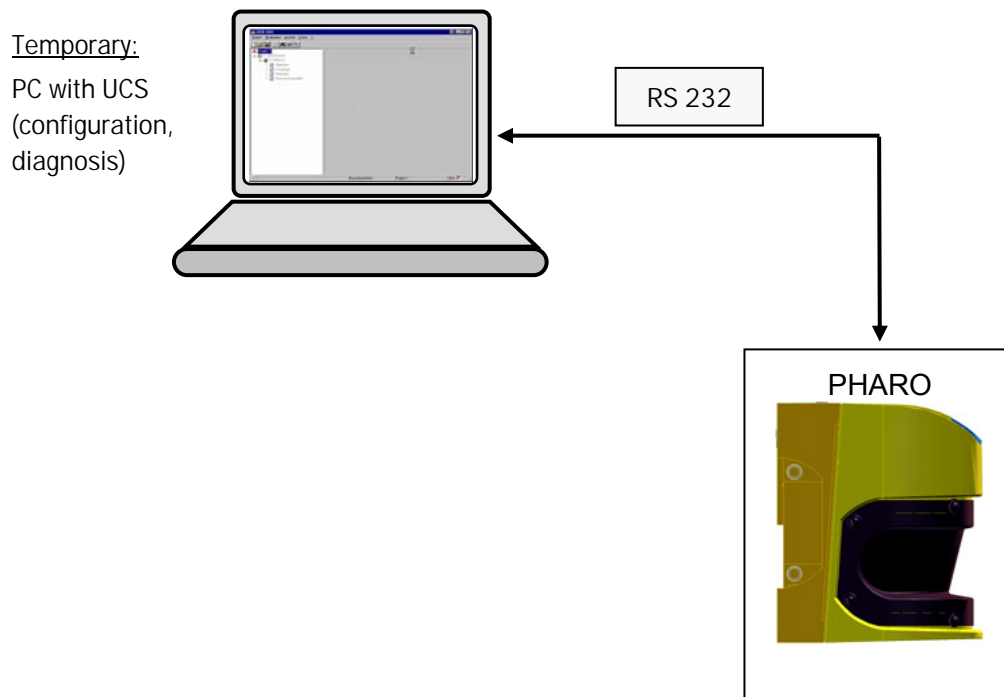 Temporary:
PC with UCS
(configuration,
diagnosis)
RS 232
PHARO